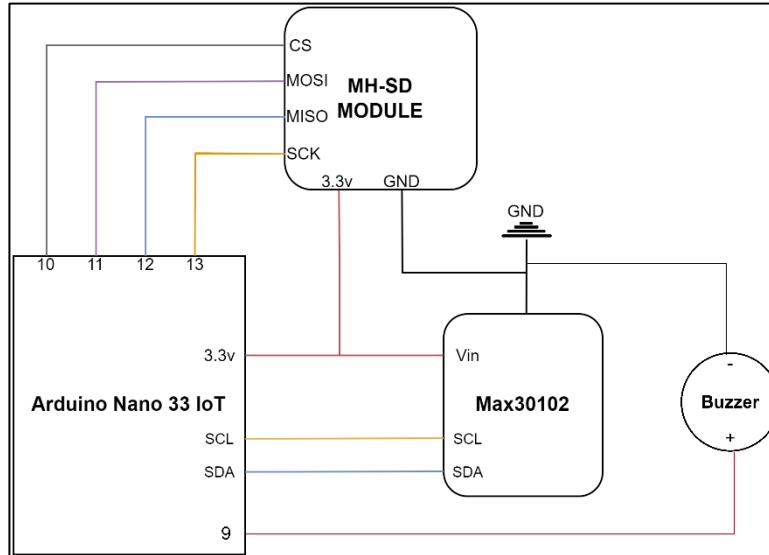 CS
MOSI
MISO
SCK
MH-SD
MODULE
3.3v GND
GND
10 11 12 13
3.3v
Arduino Nano 33 IoT
SCL
SDA
9
Vin
Max30102
SCL
SDA
-
Buzzer
+